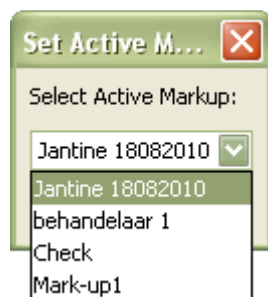 Set Active M...
Select Active Markup:
Jantine 18082010
Jantine 18082010
behandelaar 1
Check
Mark-up1